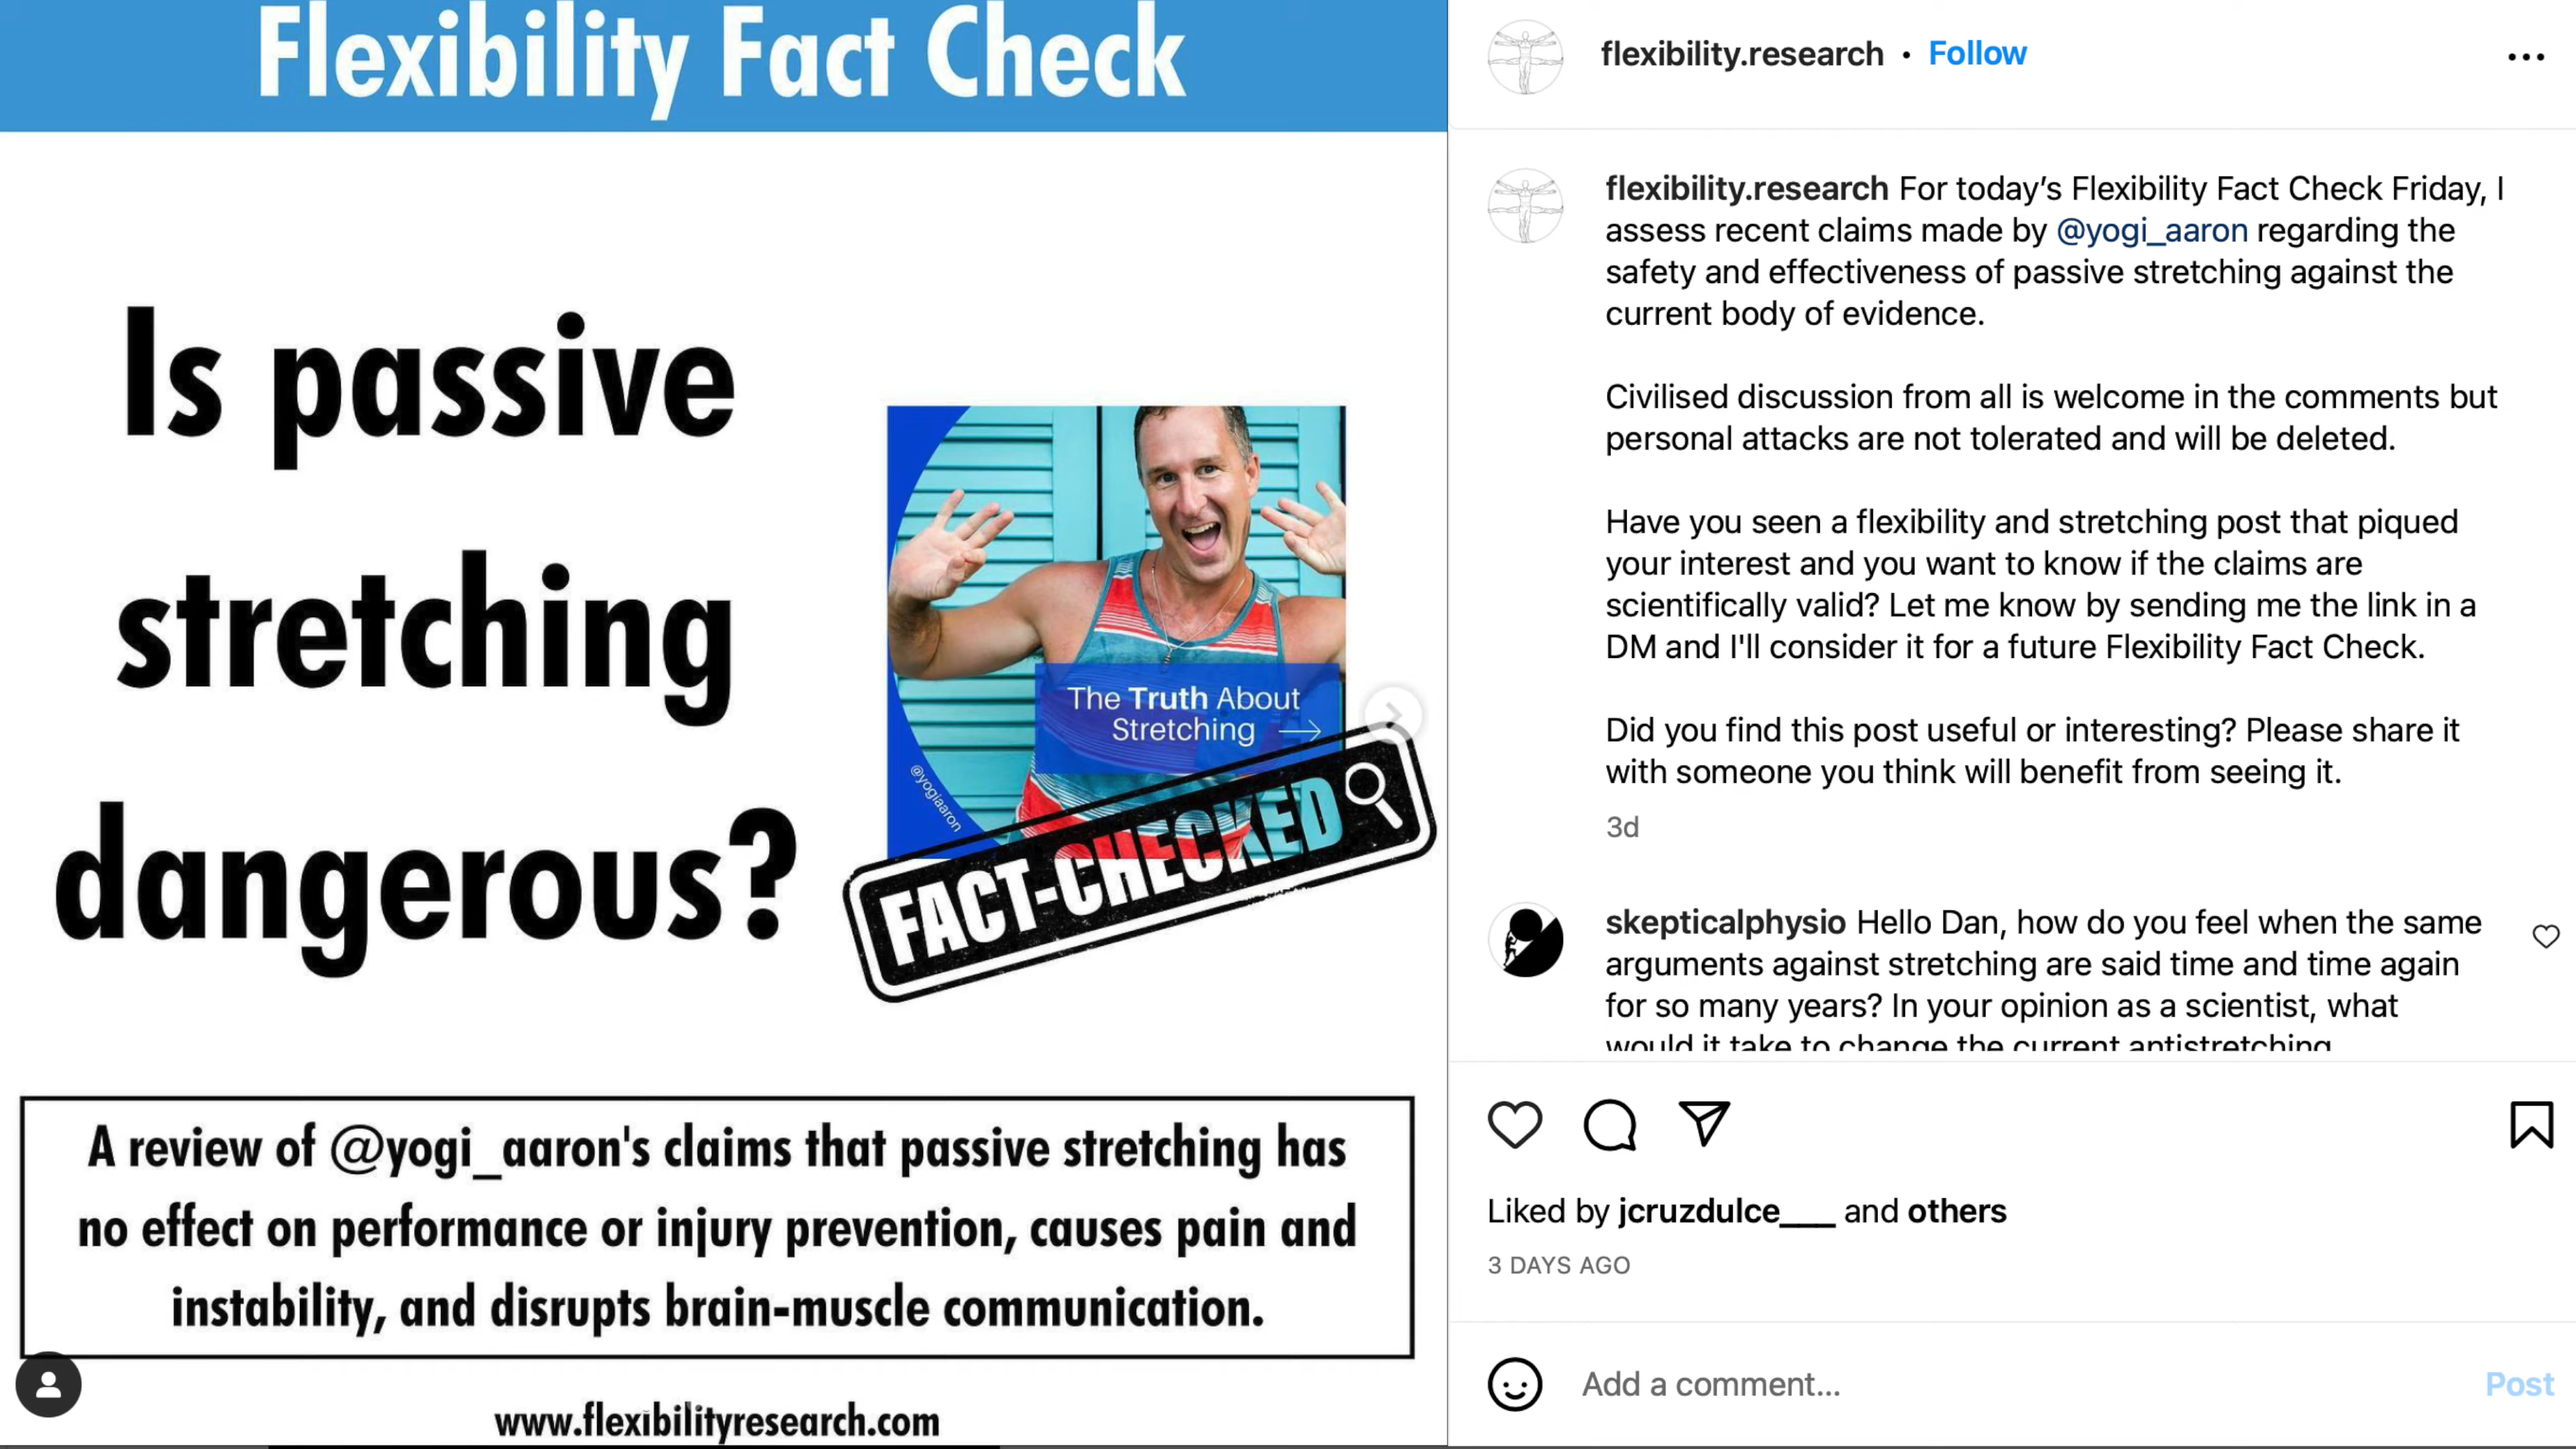 Flexibility Fact Check
Is passive
stretching
dangerous?
The Truth About
Stretching
@yogiaaron
FACT-CHECKED
A review of @yogi_aaron's claims that passive stretching has
no effect on performance or injury prevention, causes pain and
instability, and disrupts brain-muscle communication.
www.flexibilityresearch.com
flexibility.research • Follow
flexibility.research For today’s Flexibility Fact Check Friday, I
assess recent claims made by @yogi_aaron regarding the
safety and effectiveness of passive stretching against the
current body of evidence.
Civilised discussion from all is welcome in the comments but
personal attacks are not tolerated and will be deleted.
Have you seen a flexibility and stretching post that piqued
your interest and you want to know if the claims are
scientifically valid? Let me know by sending me the link in a
DM and I'll consider it for a future Flexibility Fact Check.
Did you find this post useful or interesting? Please share it
with someone you think will benefit from seeing it.
3d
skepticalphysio Hello Dan, how do you feel when the same
arguments against stretching are said time and time again
for so many years? In your opinion as a scientist, what
would it take to change the current antistretching
Liked by jcruzdulce___ and others
3 DAYS AGO
Add a comment...
Post